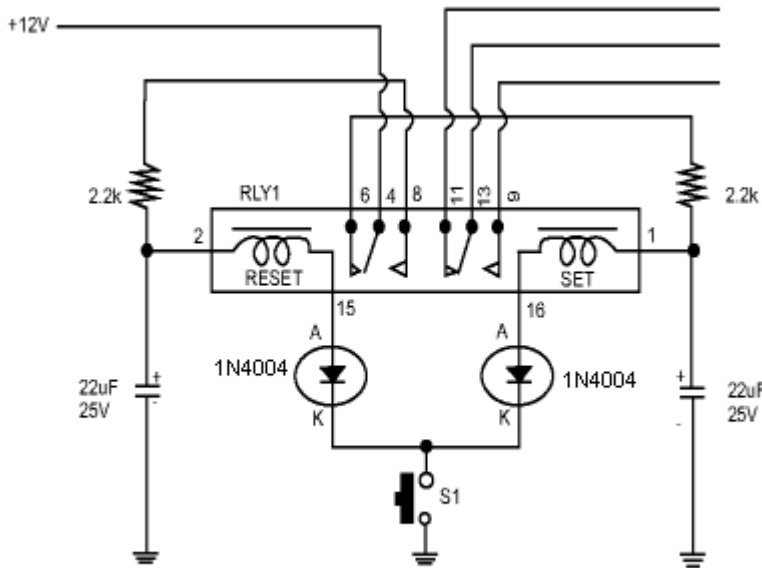 +12V
2.2k
RLY1
6
4
8
11
13
9
2.2k
2
1
RESET
SET
15
16
A
A
1N4004
1N4004
K
K
22uF
25V
+
-
+
-
22uF
25V
S1